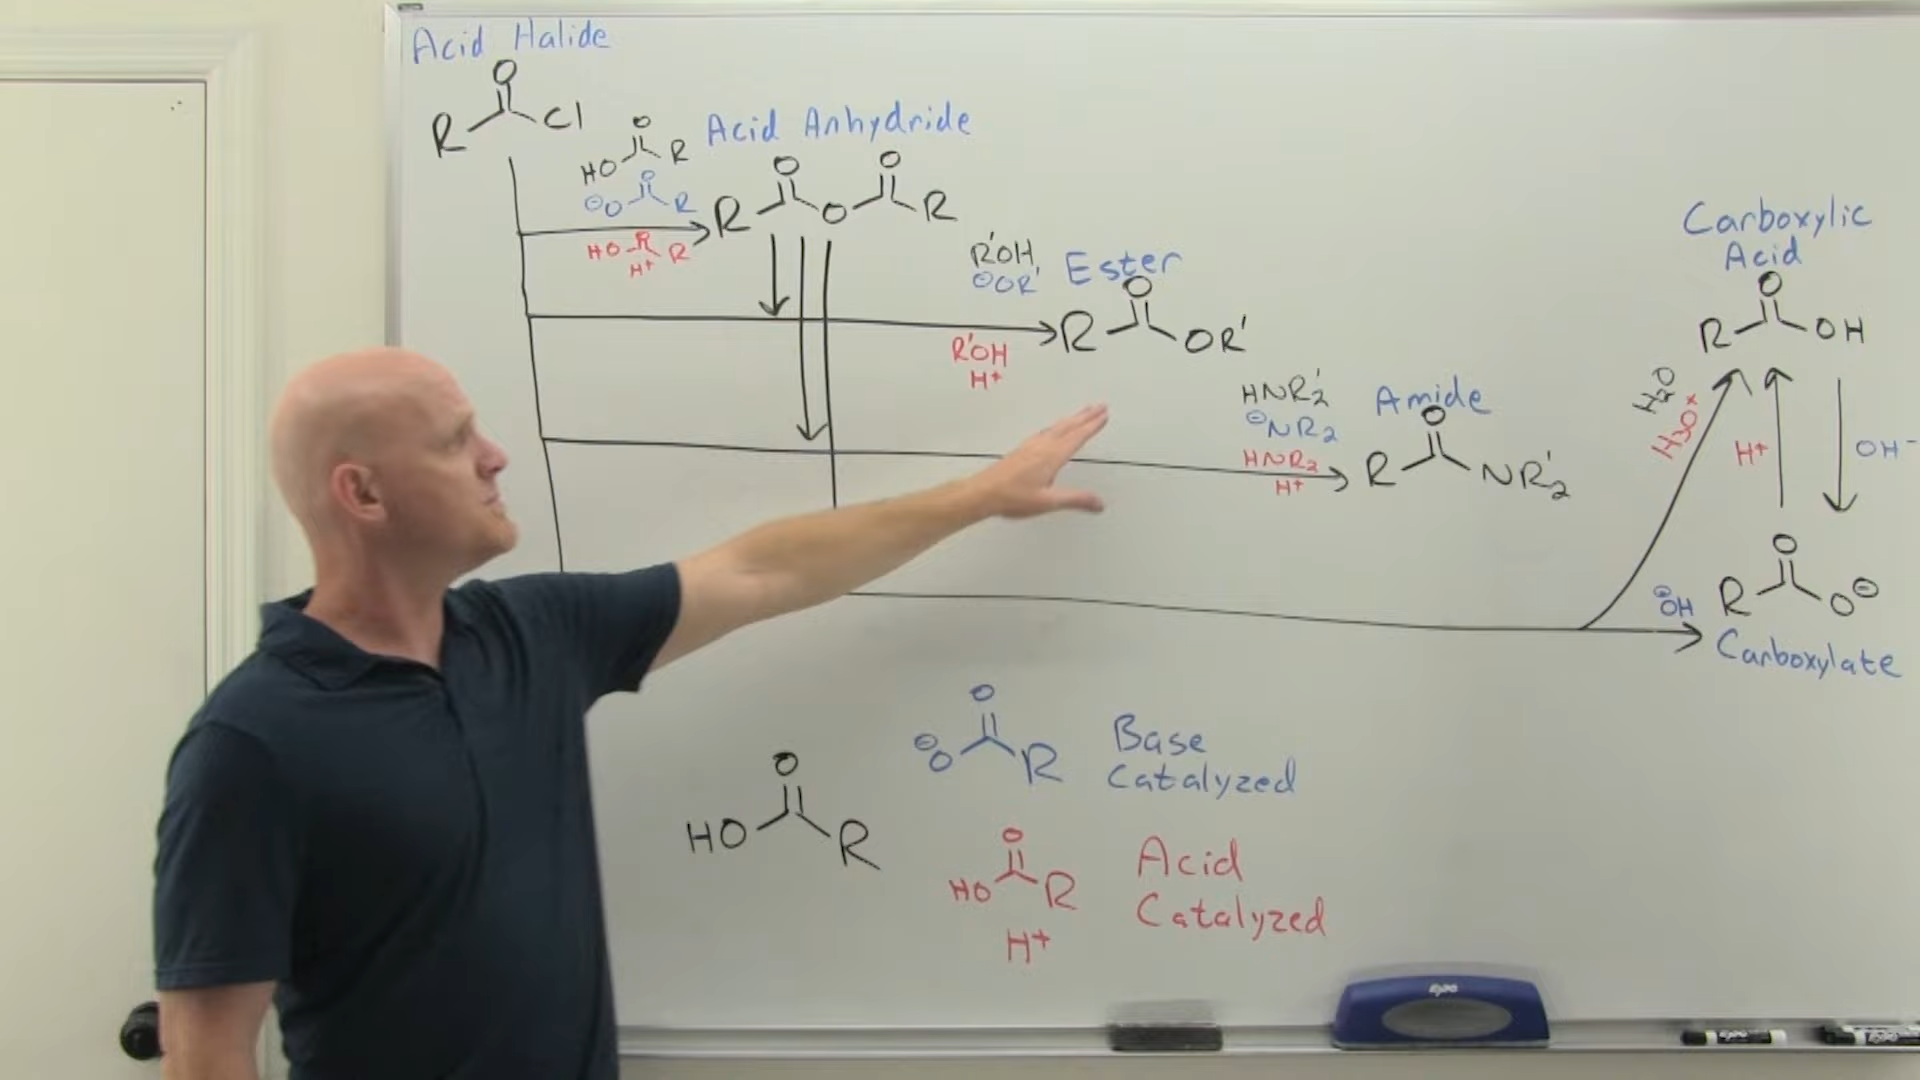 Acid Halide
O
R Cl
O
HO R
O
⊖O R
HO R R
H+
Acid Anhydride
O O
R O R
R'OH
⊖OR'
R'OH
H+
Ester
O
R OR'
HNR'2
⊖NR2
HNR2
H+
Amide
O
R NR'2
Carboxylic
Acid
O
R OH
H2O
H3O+
H+
OH-
⊖OH
O
R O⊖
Carboxylate
O
HO R
O
⊖O R
Base
Catalyzed
O
HO R
H+
Acid
Catalyzed
Expo